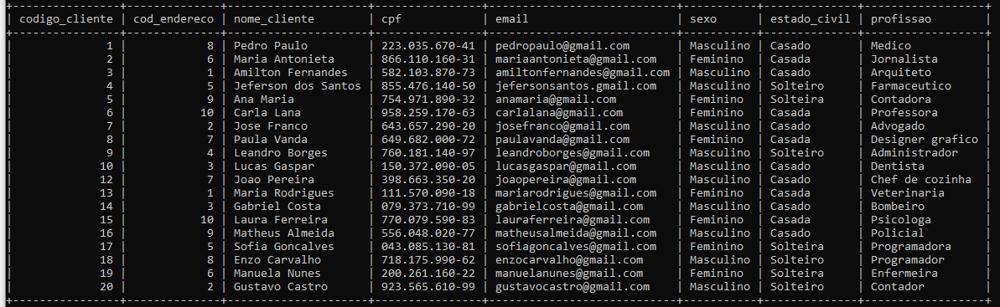 codigo_cliente | cod_endereco | nome_cliente | cpf | email | sexo | estado_civil | profissao
1 | 8 | Pedro Paulo | 223.035.670-41 | pedropaulo@gmail.com | Masculino | Casado | Medico
2 | 6 | Maria Antonieta | 866.110.160-31 | mariaantonieta@gmail.com | Feminino | Casada | Jornalista
3 | 1 | Amilton Fernandes | 582.103.870-73 | amiltonfernandes@gmail.com | Masculino | Casado | Arquiteto
4 | 5 | Jeferson dos Santos | 855.476.140-50 | jefersonsantos.gmail.com | Masculino | Solteiro | Farmaceutico
5 | 9 | Ana Maria | 754.971.890-32 | anamaria@gmail.com | Feminino | Solteiro | Contadora
6 | 10 | Carla Lana | 958.259.170-63 | carlalana@gmail.com | Feminino | Casada | Professora
7 | 2 | Jose Franco | 643.657.290-20 | josefranco@gmail.com | Masculino | Casado | Advogado
8 | 7 | Paula Vanda | 649.682.000-72 | paulavanda@gmail.com | Feminino | Casada | Designer grafico
9 | 4 | Leandro Borges | 760.181.140-97 | leandroborges@gmail.com | Masculino | Solteiro | Administrador
10 | 3 | Lucas Gaspar | 150.372.090-05 | lucasgaspar@gmail.com | Masculino | Casado | Dentista
12 | 7 | Joao Pereira | 398.663.350-20 | joaopereira@gmail.com | Masculino | Casado | Chef de cozinha
13 | 1 | Maria Rodrigues | 111.570.090-18 | mariarodrigues@gmail.com | Feminino | Casada | Veterinaria
14 | 3 | Gabriel Costa | 079.373.710-99 | gabrielcosta@gmail.com | Masculino | Casado | Bombeiro
15 | 10 | Laura Ferreira | 770.079.590-83 | lauraferreira@gmail.com | Feminino | Casada | Psicologa
16 | 9 | Matheus Almeida | 556.048.020-77 | matheusalmeida@gmail.com | Masculino | Casado | Policial
17 | 5 | Sofia Goncalves | 043.085.130-81 | sofiagoncalves@gmail.com | Feminino | Solteira | Programadora
18 | 8 | Enzo Carvalho | 718.175.990-62 | enzocarvalho@gmail.com | Masculino | Solteiro | Programador
19 | 6 | Manuela Nunes | 200.261.160-22 | manuelanunes@gmail.com | Feminino | Solteira | Enfermeira
20 | 2 | Gustavo Castro | 923.565.610-99 | gustavocastro@gmail.com | Masculino | Solteiro | Contador